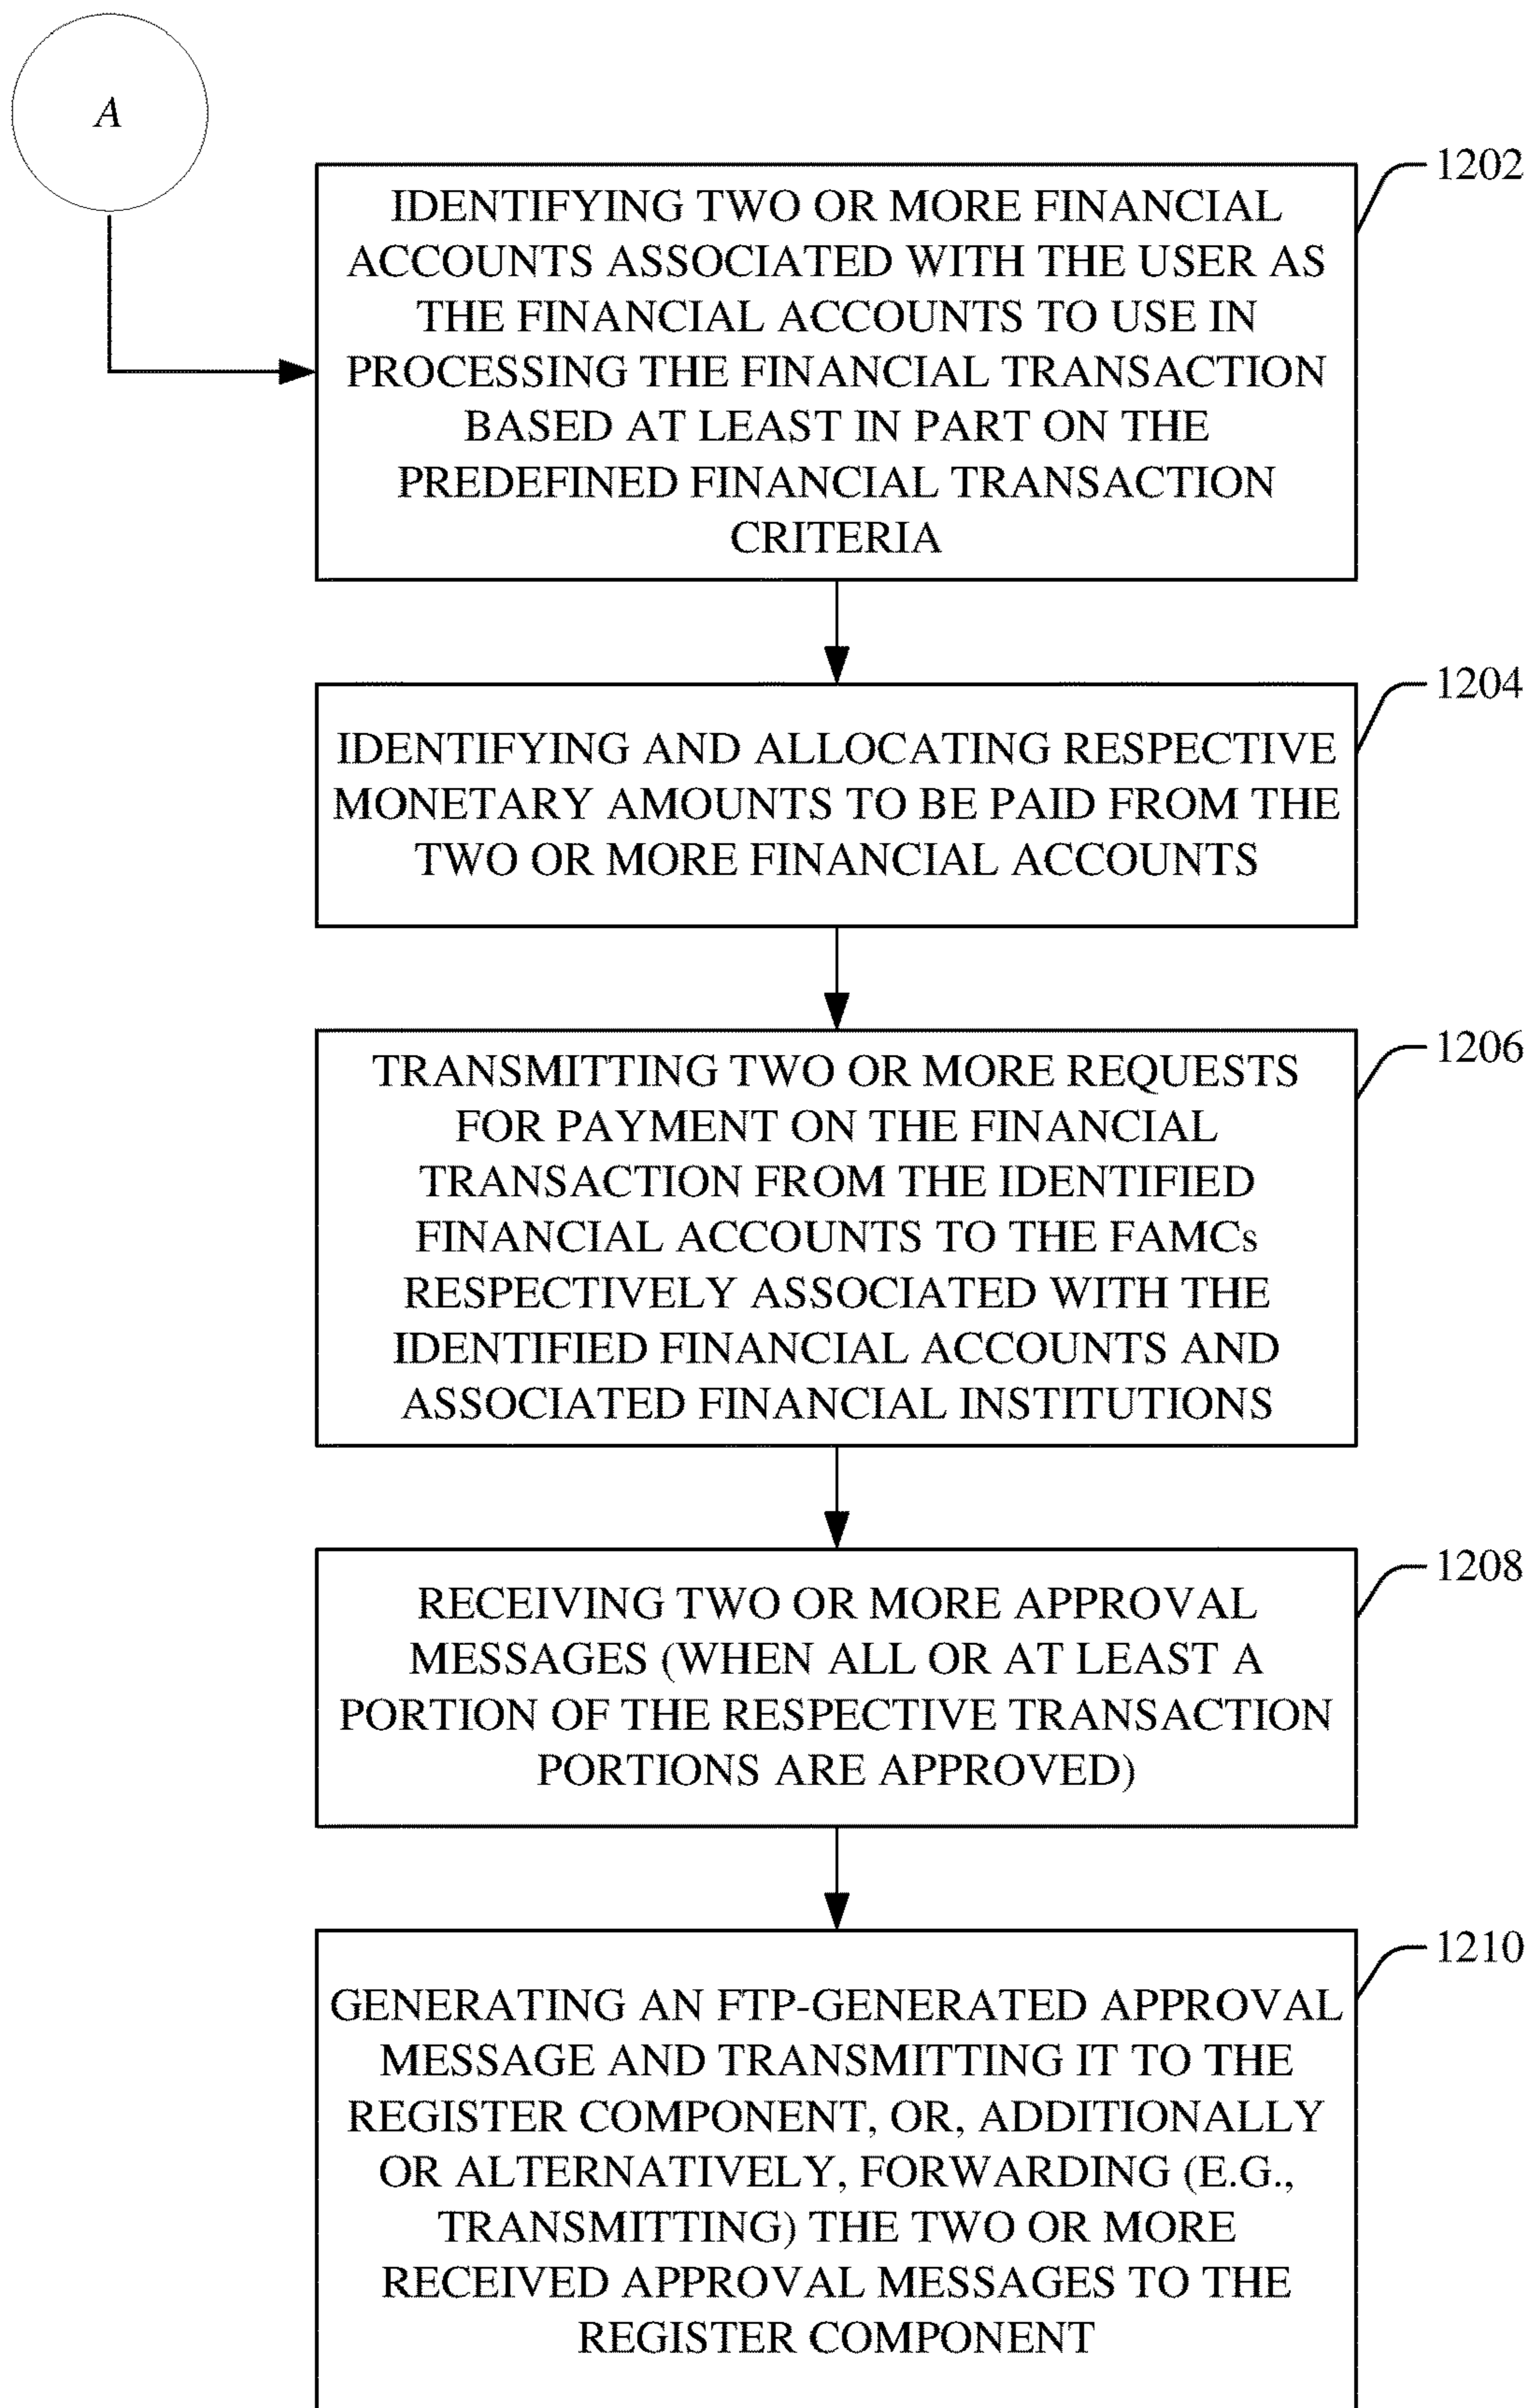 A
1202
IDENTIFYING TWO OR MORE FINANCIAL
ACCOUNTS ASSOCIATED WITH THE USER AS
THE FINANCIAL ACCOUNTS TO USE IN
PROCESSING THE FINANCIAL TRANSACTION
BASED AT LEAST IN PART ON THE
PREDEFINED FINANCIAL TRANSACTION
CRITERIA
1204
IDENTIFYING AND ALLOCATING RESPECTIVE
MONETARY AMOUNTS TO BE PAID FROM THE
TWO OR MORE FINANCIAL ACCOUNTS
1206
TRANSMITTING TWO OR MORE REQUESTS
FOR PAYMENT ON THE FINANCIAL
TRANSACTION FROM THE IDENTIFIED
FINANCIAL ACCOUNTS TO THE FAMCs
RESPECTIVELY ASSOCIATED WITH THE
IDENTIFIED FINANCIAL ACCOUNTS AND
ASSOCIATED FINANCIAL INSTITUTIONS
1208
RECEIVING TWO OR MORE APPROVAL
MESSAGES (WHEN ALL OR AT LEAST A
PORTION OF THE RESPECTIVE TRANSACTION
PORTIONS ARE APPROVED)
1210
GENERATING AN FTP-GENERATED APPROVAL
MESSAGE AND TRANSMITTING IT TO THE
REGISTER COMPONENT, OR, ADDITIONALLY
OR ALTERNATIVELY, FORWARDING (E.G.,
TRANSMITTING) THE TWO OR MORE
RECEIVED APPROVAL MESSAGES TO THE
REGISTER COMPONENT